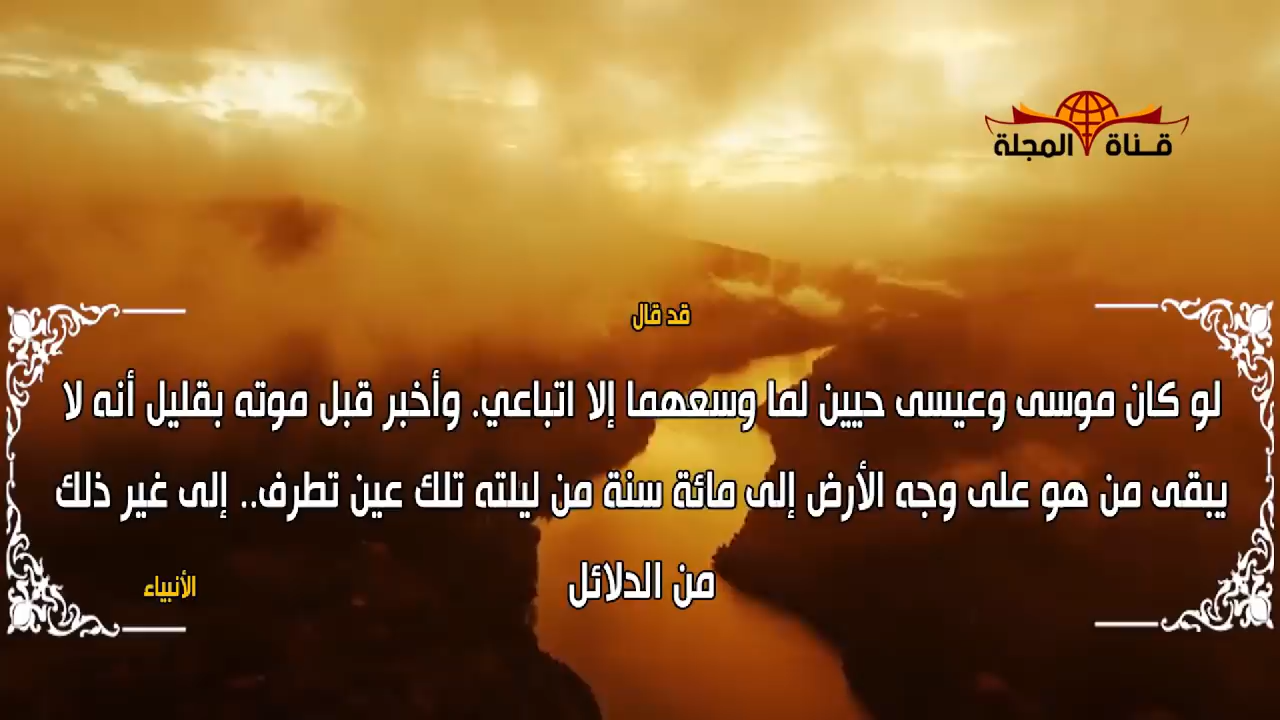 قناة المجلة
قد قال
لو كان موسى وعيسى حيين لما وسعهما إلا اتباعي. وأخبر قبل موته بقليل أنه لا
يبقى من هو على وجه الأرض إلى مائة سنة من ليلته تلك عين تطرف.. إلى غير ذلك
من الدلائل
الأنبياء